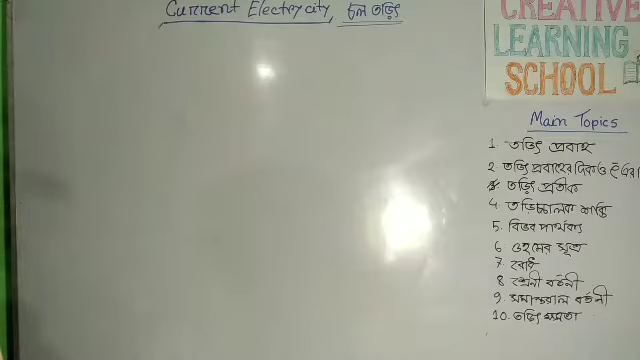 Current Electrycity, চল তড়িৎ
CREATIVE
LEARNING
SCHOOL
Main Topics
1. তড়িৎ প্রবাহ
2. তড়িৎ প্রবাহের দিক ও
3. তড়িৎ প্রতীক
4. তড়িচ্চালক শক্তি
5. বিভব পার্থক্য
6 ওহমের সূত্র
7. রোধ
8 শ্রেণী বর্তনী
9. সমান্তরাল বর্তনী
10. তড়িৎ ক্ষমতা